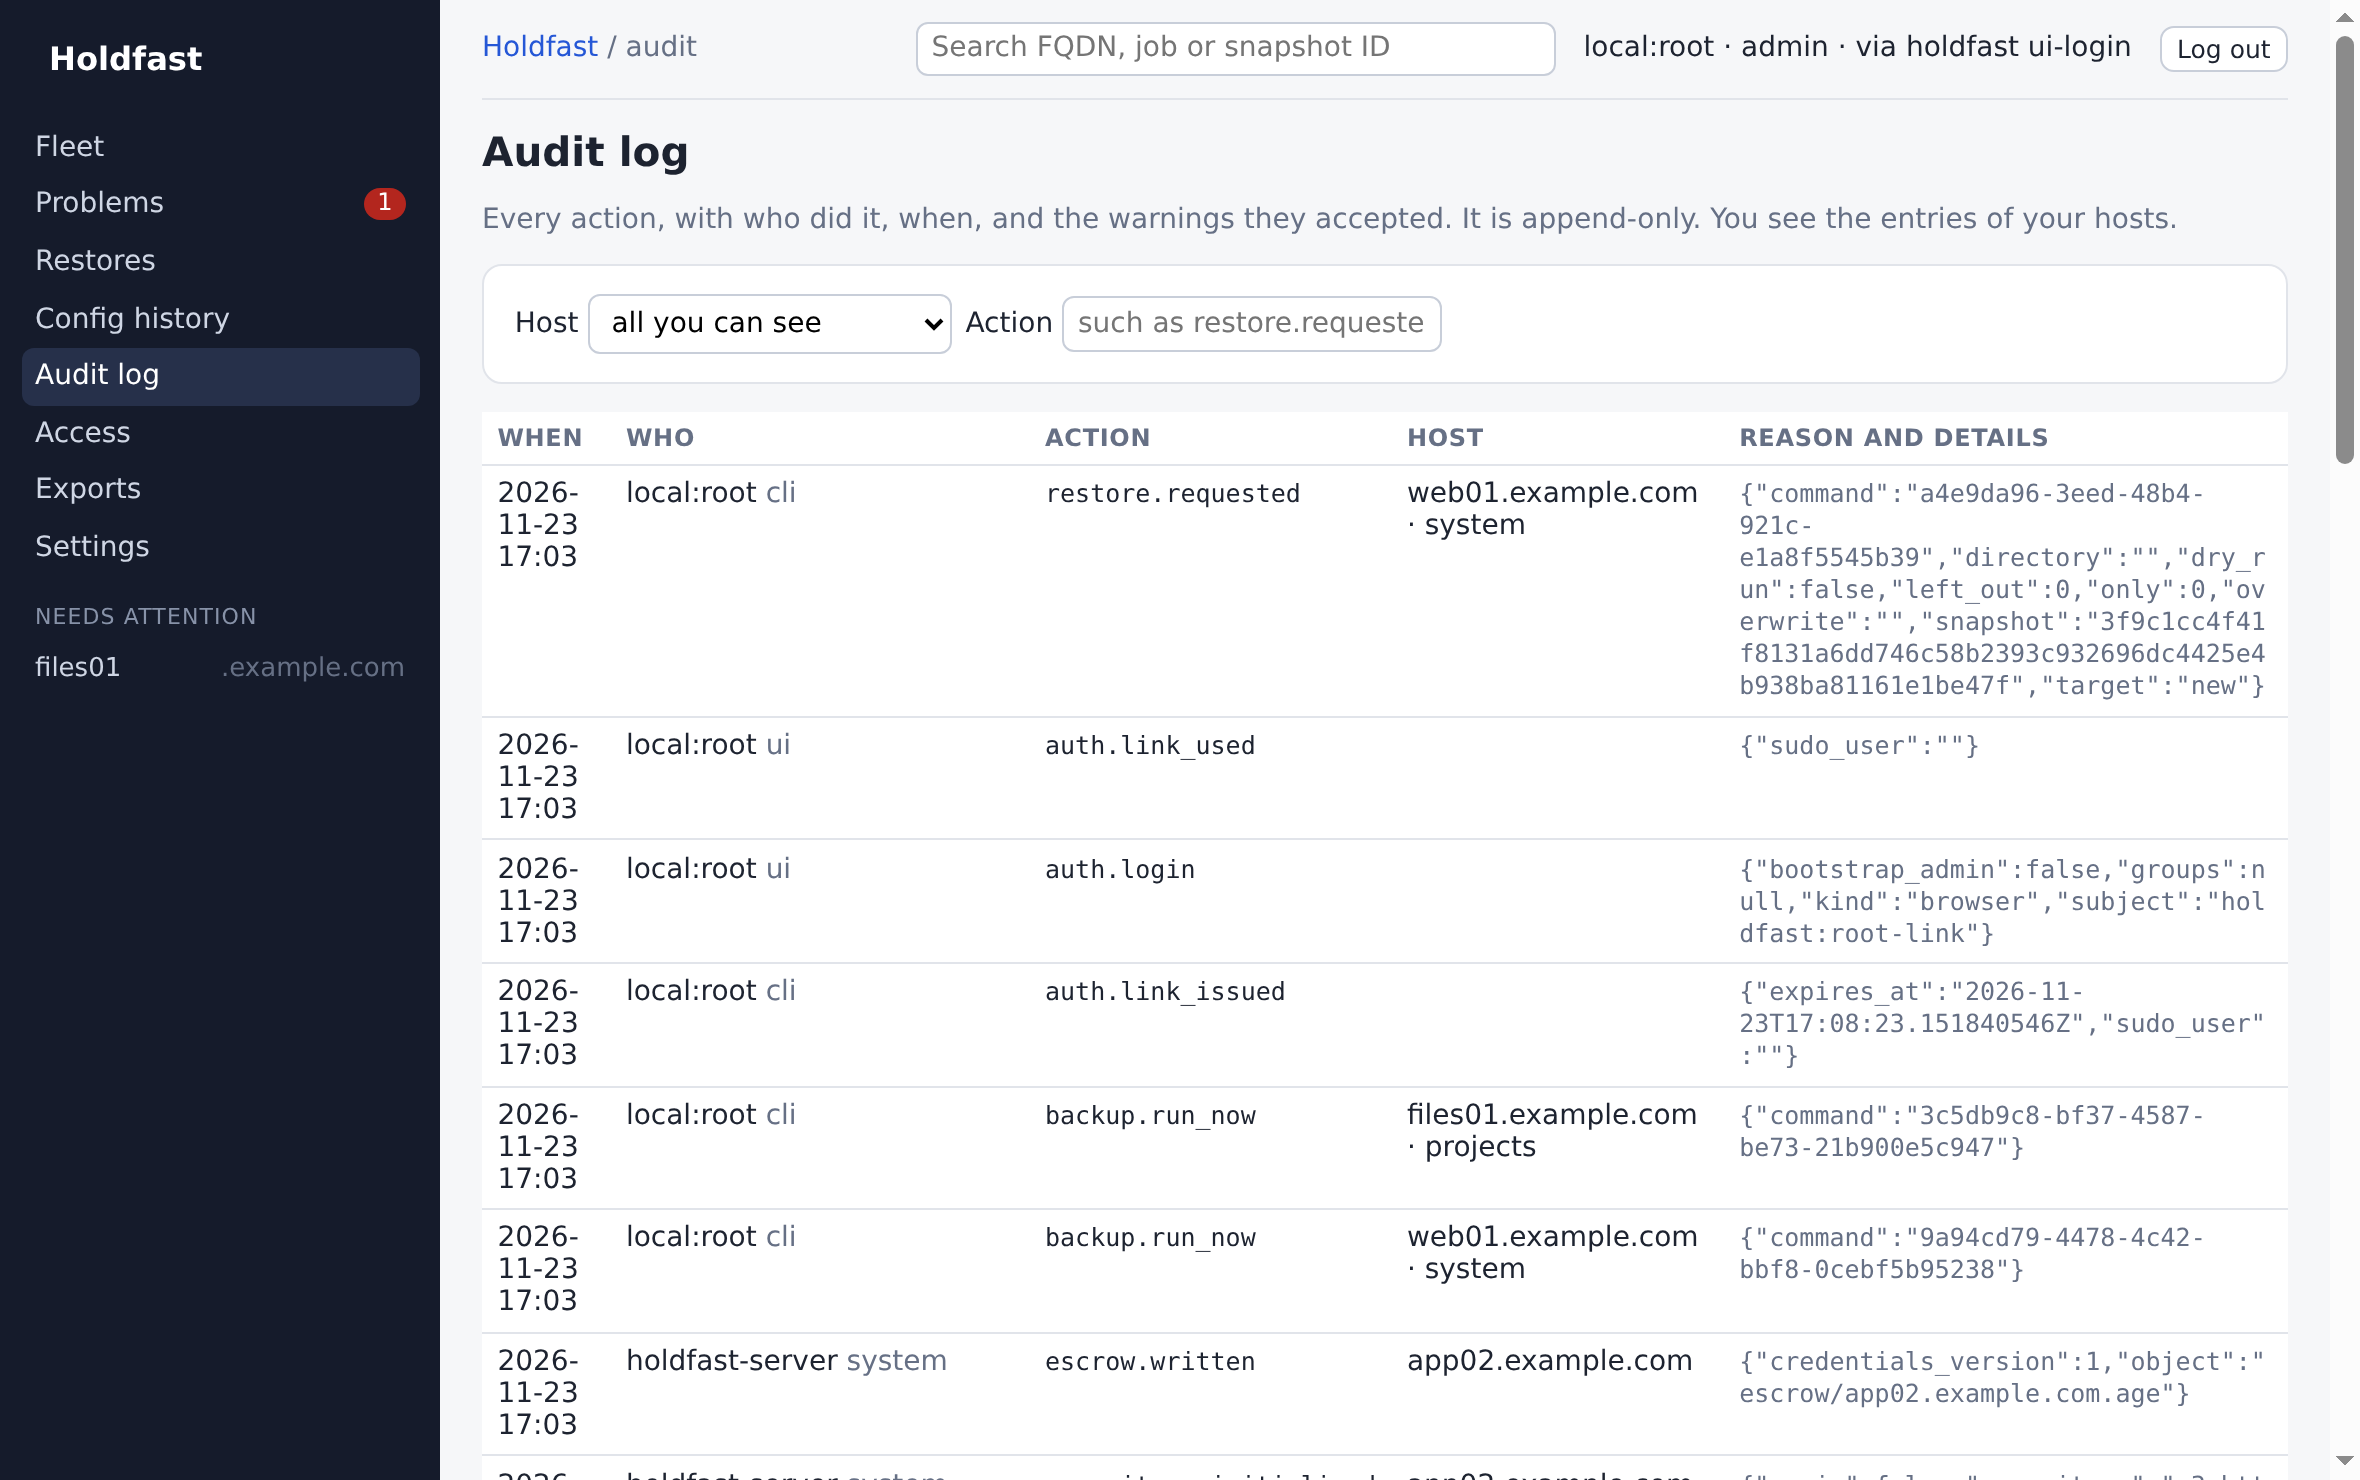 Holdfast
Fleet
Problems 1
Restores
Config history
Audit log
Access
Exports
Settings
NEEDS ATTENTION
files01 .example.com
Holdfast / audit
Search FQDN, job or snapshot ID
local:root · admin · via holdfast ui-login
Log out
Audit log
Every action, with who did it, when, and the warnings they accepted. It is append-only. You see the entries of your hosts.
Host all you can see Action such as restore.requeste
WHEN WHO ACTION HOST REASON AND DETAILS
2026-
11-23
17:03
local:root cli
restore.requested
web01.example.com
· system
{"command":"a4e9da96-3eed-48b4-
921c-
e1a8f5545b39","directory":"","dry_r
un":false,"left_out":0,"only":0,"ov
erwrite":"","snapshot":"3f9c1cc4f41
f8131a6dd746c58b2393c932696dc4425e4
b938ba81161e1be47f","target":"new"}
2026-
11-23
17:03
local:root ui
auth.link_used
{"sudo_user":""}
2026-
11-23
17:03
local:root ui
auth.login
{"bootstrap_admin":false,"groups":n
ull,"kind":"browser","subject":"hol
dfast:root-link"}
2026-
11-23
17:03
local:root cli
auth.link_issued
{"expires_at":"2026-11-
23T17:08:23.151840546Z","sudo_user"
:""}
2026-
11-23
17:03
local:root cli
backup.run_now
files01.example.com
· projects
{"command":"3c5db9c8-bf37-4587-
be73-21b900e5c947"}
2026-
11-23
17:03
local:root cli
backup.run_now
web01.example.com
· system
{"command":"9a94cd79-4478-4c42-
bbf8-0cebf5b95238"}
2026-
11-23
17:03
holdfast-server system
escrow.written
app02.example.com
{"credentials_version":1,"object":"
escrow/app02.example.com.age"}
2026-
holdfast-server system